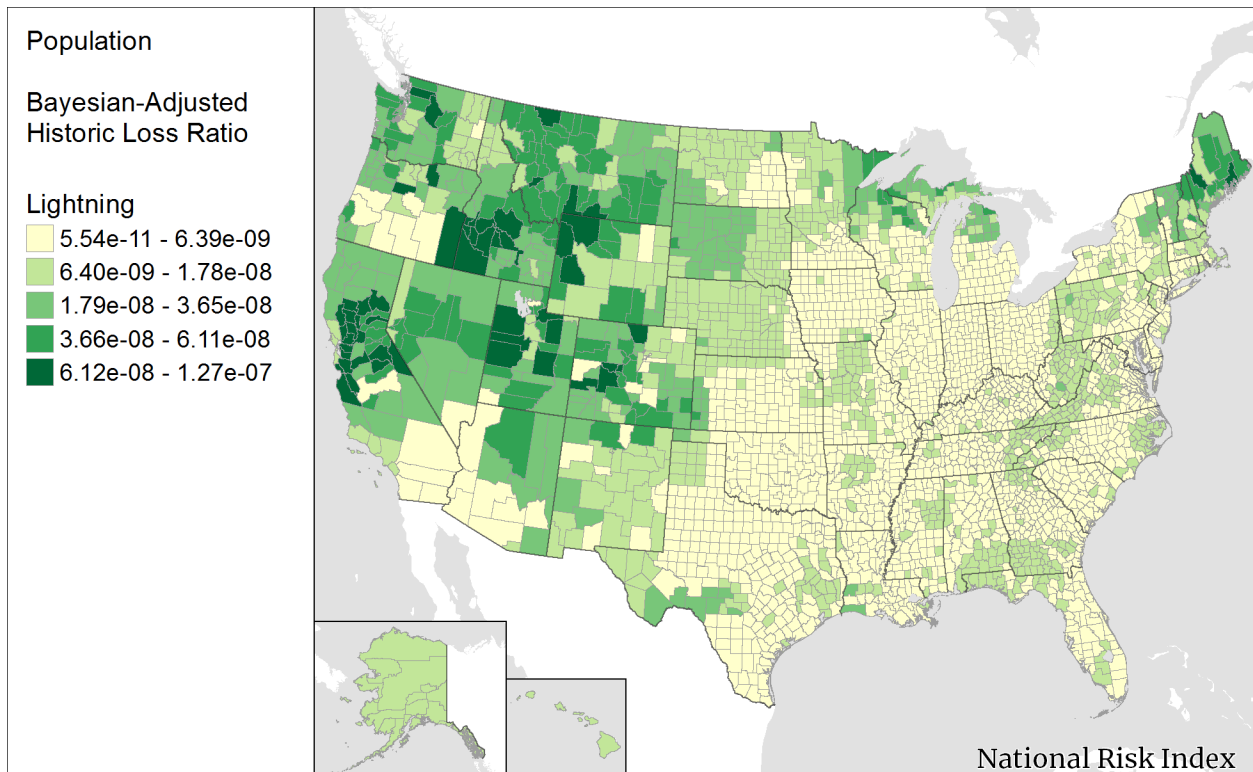 Population
Bayesian-Adjusted
Historic Loss Ratio
Lightning
5.54e-11 - 6.39e-09
6.40e-09 - 1.78e-08
1.79e-08 - 3.65e-08
3.66e-08 - 6.11e-08
6.12e-08 - 1.27e-07
National Risk Index